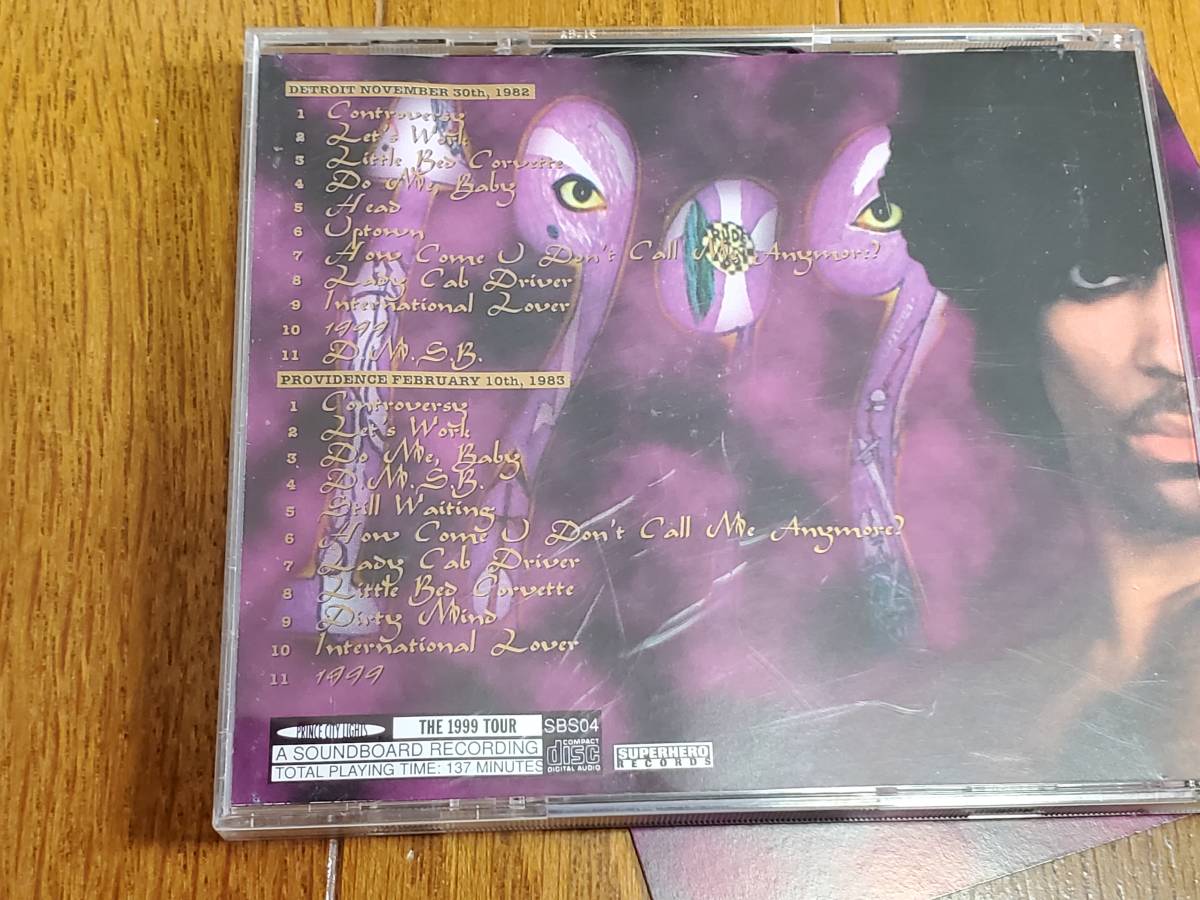 DETROIT NOVEMBER 30th, 1982
1 Controversy
2 Let's Work
3 Little Red Corvette
4 Do Me, Baby
5 Head
6 Uptown
7 How Come U Don't Call Me Anymore?
8 Lady Cab Driver
9 International Lover
10 1999
11 D.M.S.R.
PROVIDENCE FEBRUARY 10th, 1983
1 Controversy
2 Let's Work
3 Do Me, Baby
4 D.M.S.R.
5 Still Waiting
6 How Come U Don't Call Me Anymore?
7 Lady Cab Driver
8 Little Red Corvette
9 Dirty Mind
10 International Lover
11 1999
PRINCE CITY LIGHTS THE 1999 TOUR SBS04
A SOUNDBOARD RECORDING
TOTAL PLAYING TIME: 137 MINUTES
COMPACT disc DIGITAL AUDIO
SUPERHERO RECORDS